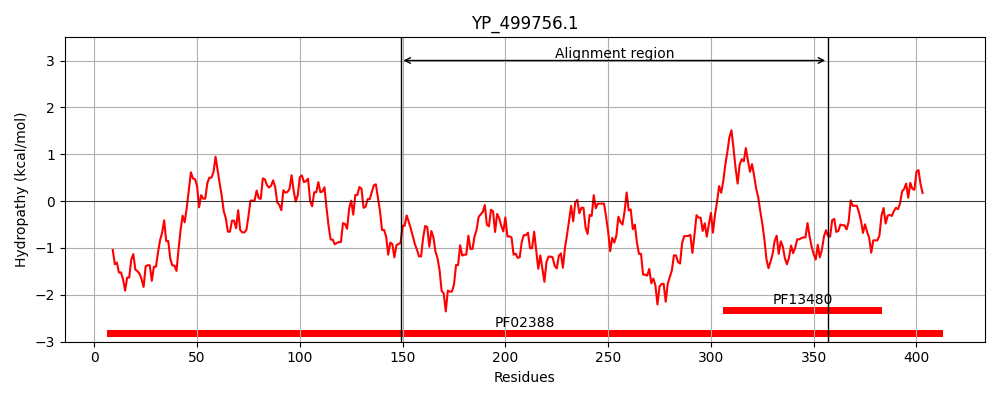 YP_499756.1
Hydropathy (kcal/mol)
3
2
1
0
−1
−2
−3
Alignment region
PF13480
PF02388
0 50 100 150 200 250 300 350 400
Residues